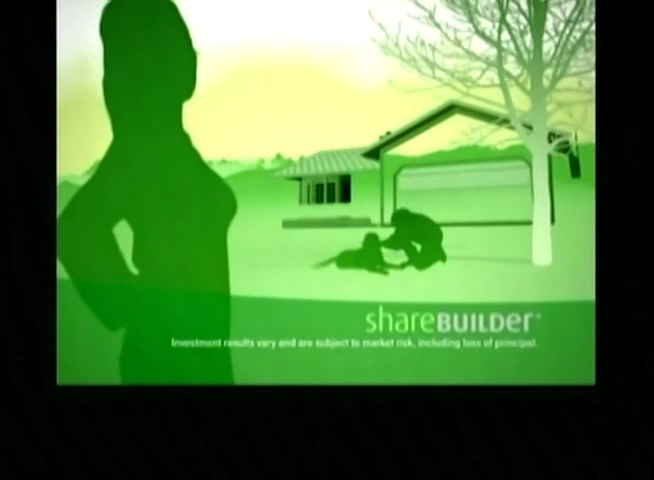 shareBUILDer®
Investment results vary and are subject to market risk, including loss of principal.